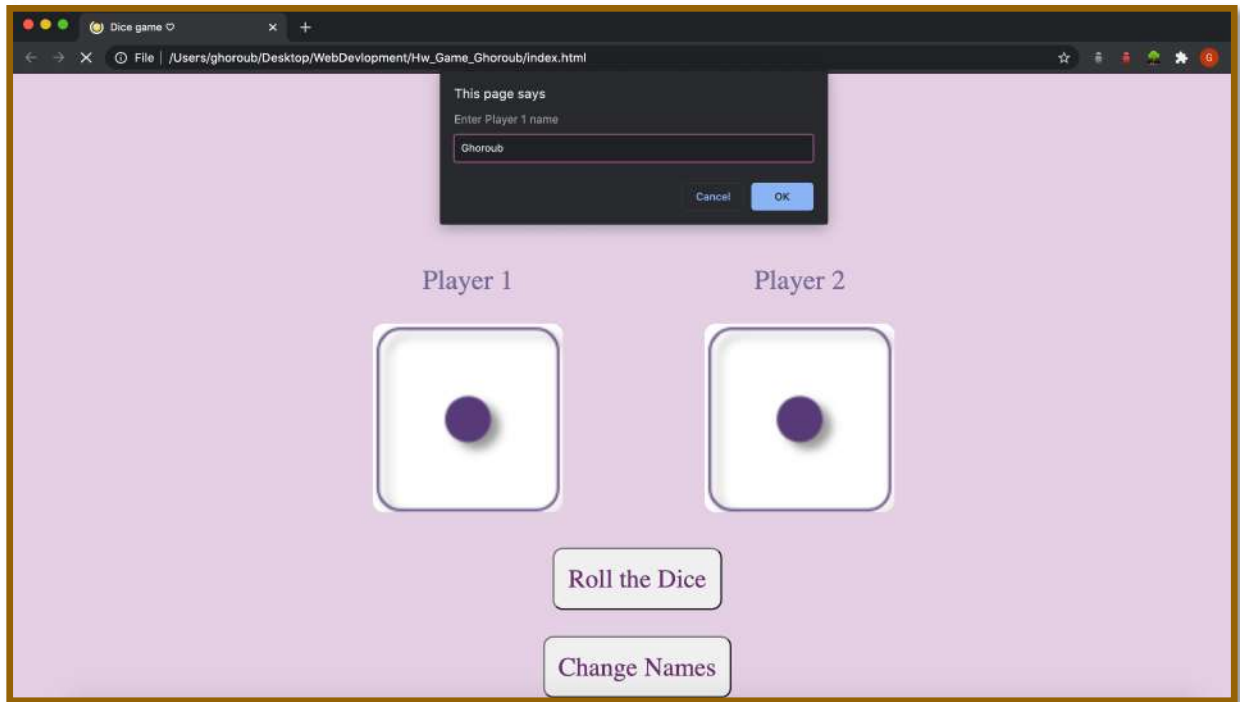 Dice game ♡
File | /Users/ghoroub/Desktop/WebDevlopment/Hw_Game_Ghoroub/index.html
G
This page says
Enter Player 1 name
Ghoroub
Cancel OK
Player 1 Player 2
Roll the Dice
Change Names